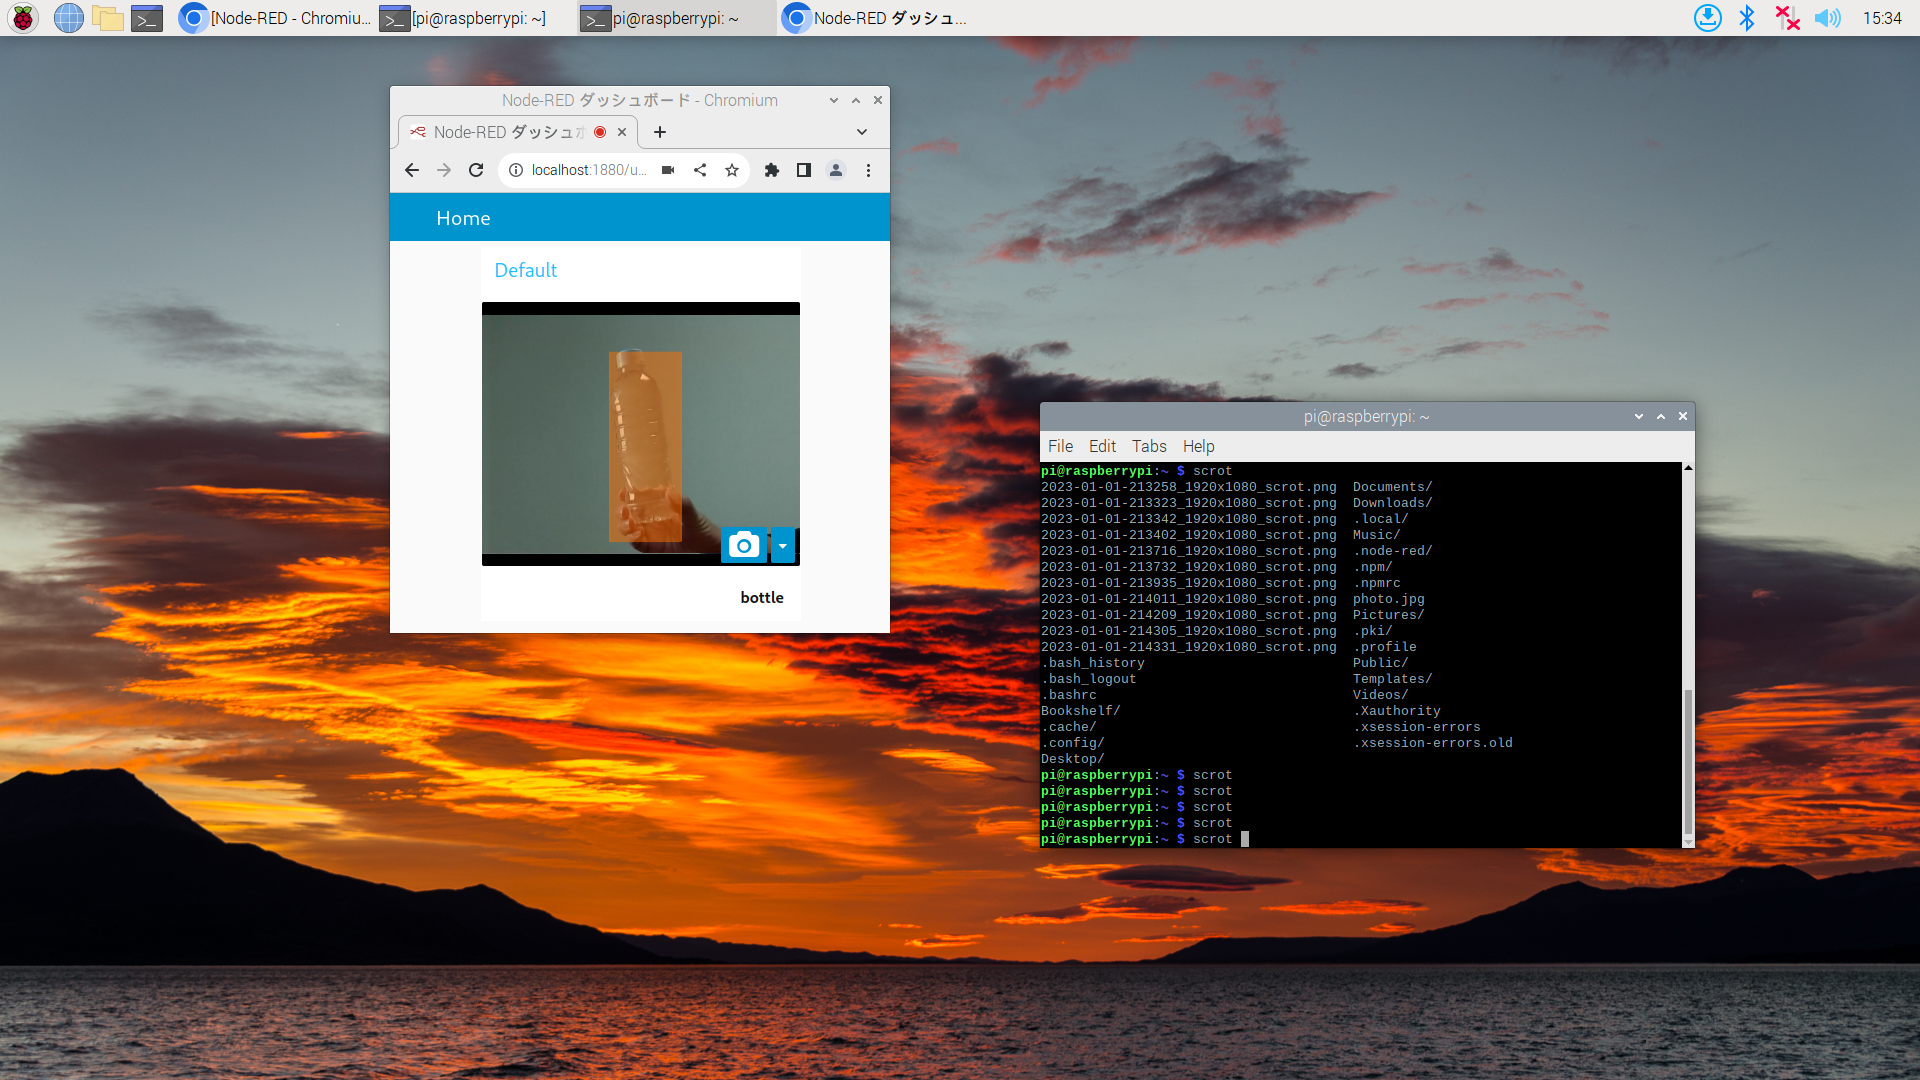 [Node-RED - Chromiu...
[pi@raspberrypi: ~]
pi@raspberrypi: ~
Node-RED ダッシュ...
15:34
Node-RED ダッシュボード - Chromium
Node-RED ダッシュボ
localhost:1880/u...
Home
Default
bottle
pi@raspberrypi: ~
File Edit Tabs Help
pi@raspberrypi:~ $ scrot
2023-01-01-213258_1920x1080_scrot.png Documents/
2023-01-01-213323_1920x1080_scrot.png Downloads/
2023-01-01-213342_1920x1080_scrot.png .local/
2023-01-01-213402_1920x1080_scrot.png Music/
2023-01-01-213716_1920x1080_scrot.png .node-red/
2023-01-01-213732_1920x1080_scrot.png .npm/
2023-01-01-213935_1920x1080_scrot.png .npmrc
2023-01-01-214011_1920x1080_scrot.png photo.jpg
2023-01-01-214209_1920x1080_scrot.png Pictures/
2023-01-01-214305_1920x1080_scrot.png .pki/
2023-01-01-214331_1920x1080_scrot.png .profile
.bash_history Public/
.bash_logout Templates/
.bashrc Videos/
Bookshelf/ .Xauthority
.cache/ .xsession-errors
.config/ .xsession-errors.old
Desktop/
pi@raspberrypi:~ $ scrot
pi@raspberrypi:~ $ scrot
pi@raspberrypi:~ $ scrot
pi@raspberrypi:~ $ scrot
pi@raspberrypi:~ $ scrot